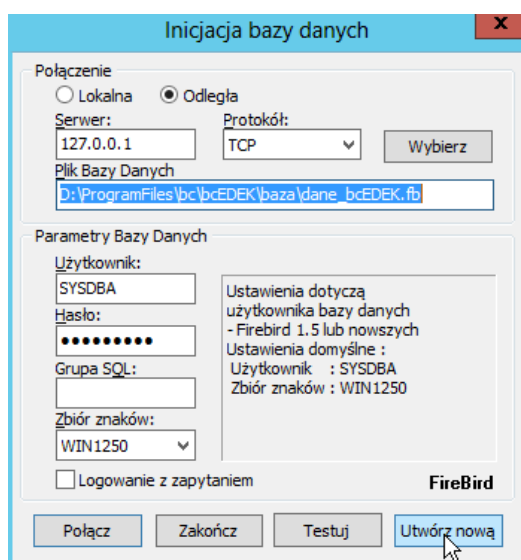 Inicjacja bazy danych
x
Połączenie
Lokalna Odległa
Serwer: Protokół:
127.0.0.1 TCP Wybierz
Plik Bazy Danych
D:\ProgramFiles\bc\bcEDEK\baza\dane_bcEDEK.fb
Parametry Bazy Danych
Użytkownik:
SYSDBA
Hasło:
●●●●●●●●●
Grupa SQL:
Zbiór znaków:
WIN1250
Ustawienia dotyczą
użytkownika bazy danych
- Firebird 1.5 lub nowszych
Ustawienia domyślne :
Użytkownik : SYSDBA
Zbiór znaków : WIN1250
Logowanie z zapytaniem
FireBird
Połącz Zakończ Testuj Utwórz nową